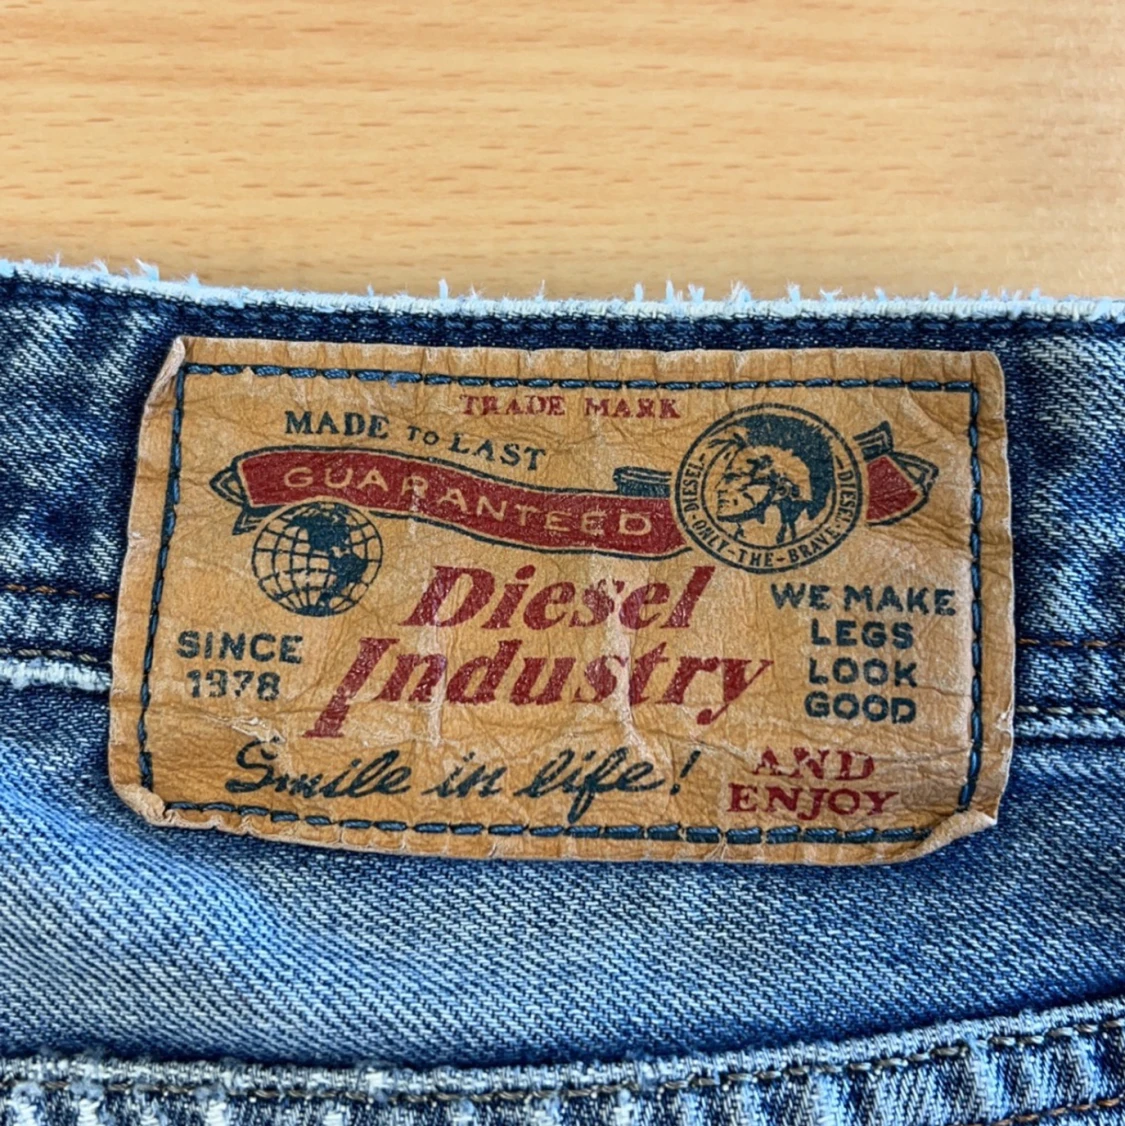 TRADE MARK
MADE TO LAST
GUARANTEED
DIESEL-ONLY-THE-BRAVE-DIESEL
Diesel
Industry
SINCE
1978
WE MAKE
LEGS
LOOK
GOOD
Smile in life!
AND
ENJOY